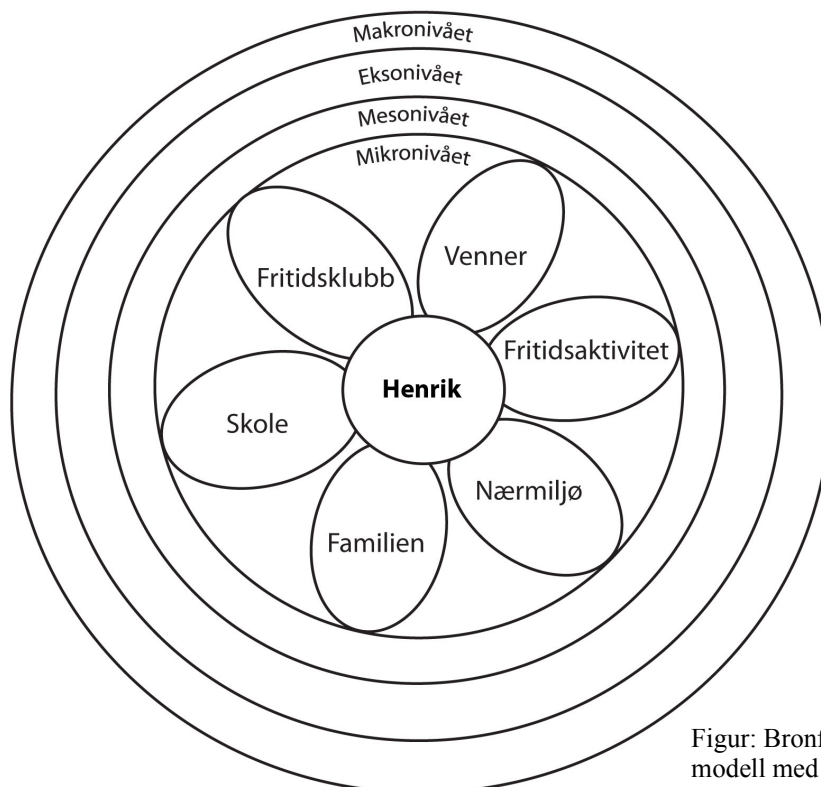 Makronivået
Eksonivået
Mesonivået
Mikronivået
Venner
Fritidsklubb
Fritidsaktivitet
Henrik
Skole
Nærmiljø
Familien
Figur: Bronf
modell med